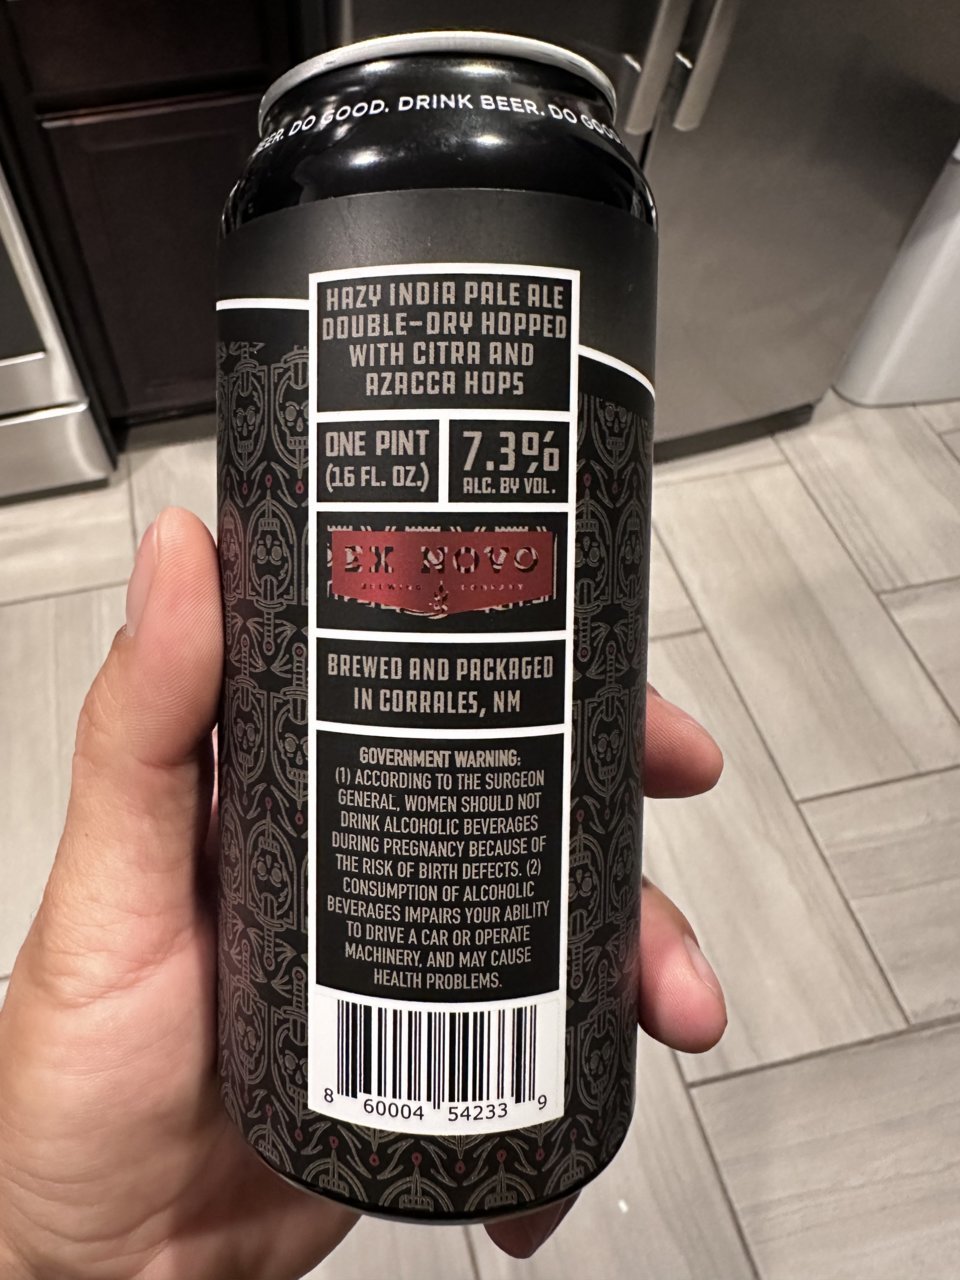 BEER. DO GOOD. DRINK BEER. DO GOOD
HAZY INDIA PALE ALE
DOUBLE-DRY HOPPED
WITH CITRA AND
AZACCA HOPS
ONE PINT
(16 FL. OZ.)
7.3%
ALC. BY VOL.
EX NOVO
BREWING COMPANY
BREWED AND PACKAGED
IN CORRALES, NM
GOVERNMENT WARNING:
(1) ACCORDING TO THE SURGEON
GENERAL, WOMEN SHOULD NOT
DRINK ALCOHOLIC BEVERAGES
DURING PREGNANCY BECAUSE OF
THE RISK OF BIRTH DEFECTS. (2)
CONSUMPTION OF ALCOHOLIC
BEVERAGES IMPAIRS YOUR ABILITY
TO DRIVE A CAR OR OPERATE
MACHINERY, AND MAY CAUSE
HEALTH PROBLEMS.
8 60004 54233 9